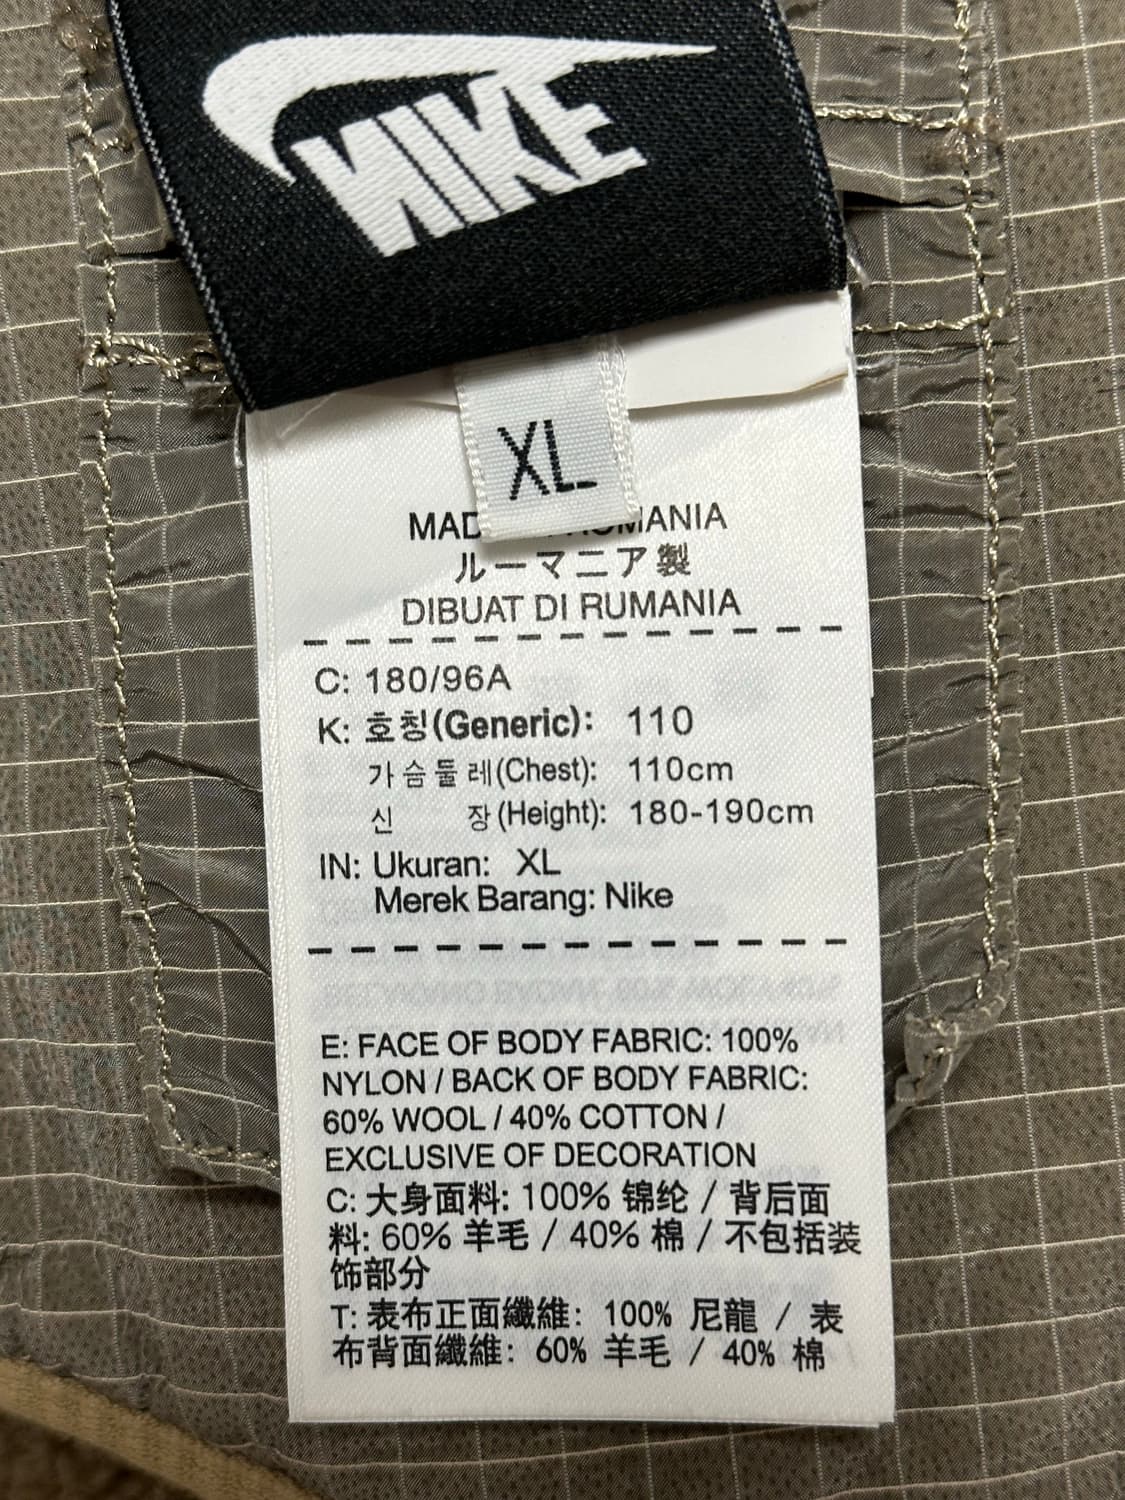 NIKE
XL
MAD ROMANIA
ルーマニア製
DIBUAT DI RUMANIA
C: 180/96A
K: 호칭(Generic): 110
가슴둘레(Chest): 110cm
신 장(Height): 180-190cm
IN: Ukuran: XL
Merek Barang: Nike
E: FACE OF BODY FABRIC: 100%
NYLON / BACK OF BODY FABRIC:
60% WOOL / 40% COTTON /
EXCLUSIVE OF DECORATION
C: 大身面料: 100% 锦纶 / 背后面
料: 60% 羊毛 / 40% 棉 / 不包括装
饰部分
T: 表布正面纖維: 100% 尼龍 / 表
布背面纖維: 60% 羊毛 / 40% 棉